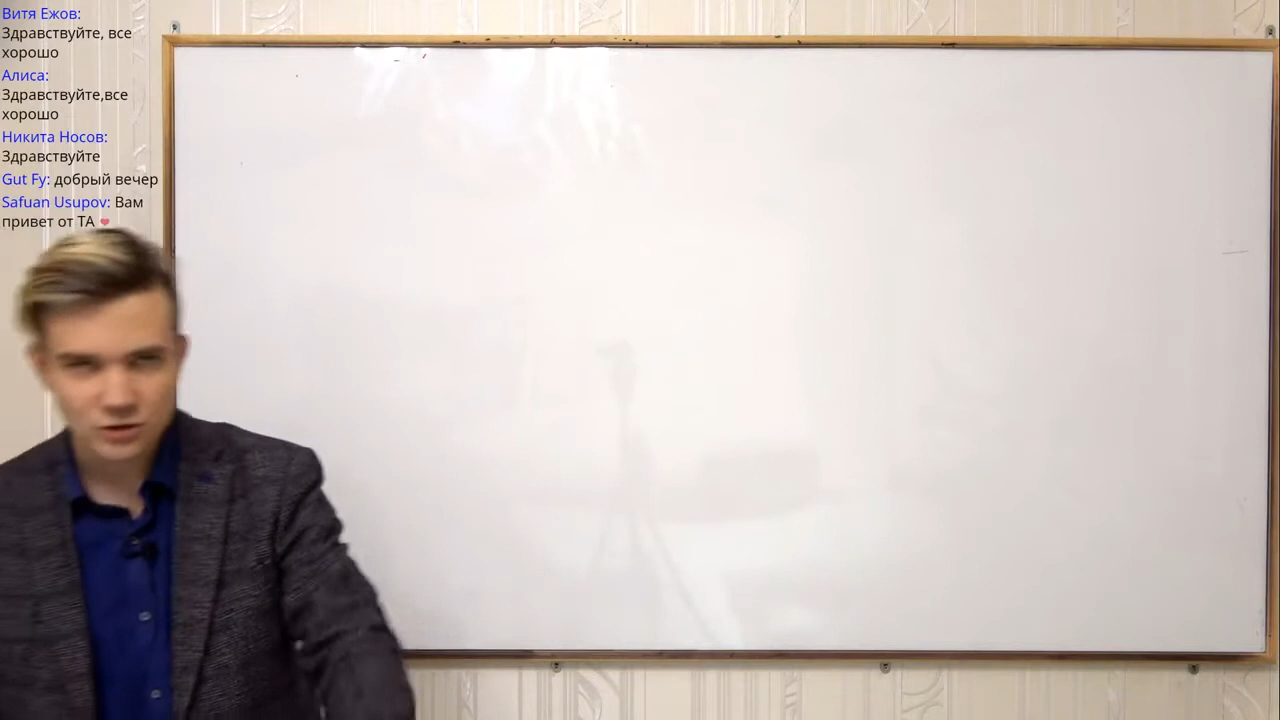 Витя Ежов:
Здравствуйте, все
хорошо
Алиса:
Здравствуйте,все
хорошо
Никита Носов:
Здравствуйте
Gut Fy: добрый вечер
Safuan Usupov: Вам
привет от ТА ❤